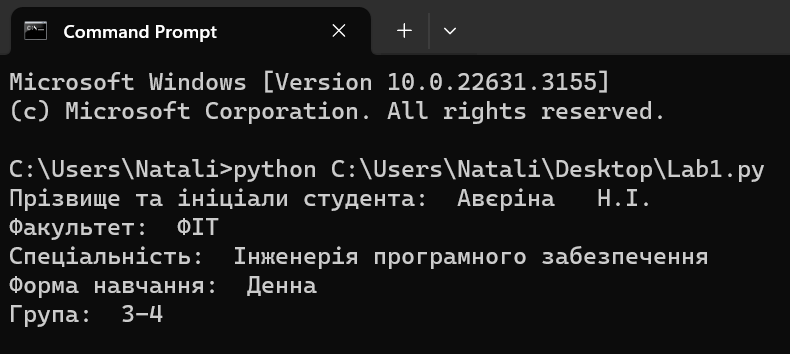 Command Prompt
Microsoft Windows [Version 10.0.22631.3155]
(c) Microsoft Corporation. All rights reserved.
C:\Users\Natali>python C:\Users\Natali\Desktop\Lab1.py
Прізвище та ініціали студента:  Авєріна   Н.І.
Факультет:  ФІТ
Спеціальність:  Інженерія програмного забезпечення
Форма навчання:  Денна
Група:  3-4